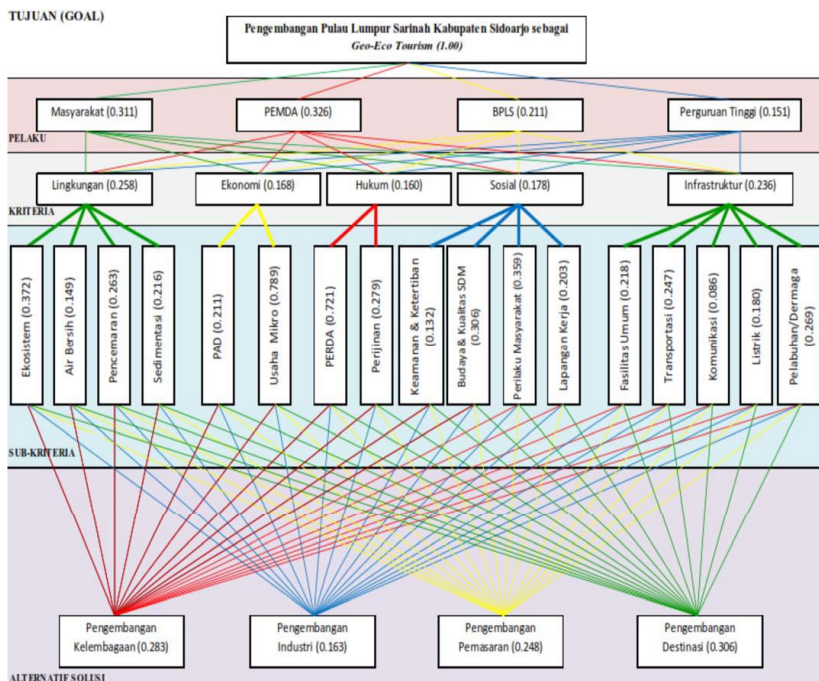 TUJUAN (GOAL)
Pengembangan Pulau Lumpur Sarinah Kabupaten Sidoarjo sebagai
Geo-Eco Tourism (1.00)
Masyarakat (0.311)
PEMDA (0.326)
BPLS (0.211)
Perguruan Tinggi (0.151)
PELAKU
Lingkungan (0.258)
Ekonomi (0.168)
Hukum (0.160)
Sosial (0.178)
Infrastruktur (0.236)
KRITERIA
Ekosistem (0.372)
Air Bersih (0.149)
Pencemaran (0.263)
Sedimentasi (0.216)
PAD (0.211)
Usaha Mikro (0.789)
PERDA (0.721)
Perijinan (0.279)
Keamanan & Ketertiban
(0.132)
Budaya & Kualitas SDM
(0.306)
Perilaku Masyarakat (0.359)
Lapangan Kerja (0.203)
Fasilitas Umum (0.218)
Transportasi (0.247)
Komunikasi (0.086)
Listrik (0.180)
Pelabuhan/Dermaga
(0.269)
SUB-KRITERIA
Pengembangan
Kelembagaan (0.283)
Pengembangan
Industri (0.163)
Pengembangan
Pemasaran (0.248)
Pengembangan
Destinasi (0.306)
ALTERNATIF SOLUSI